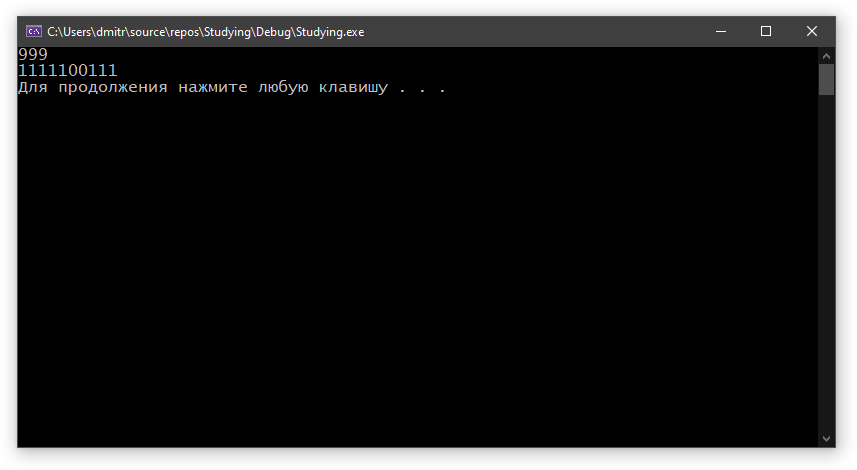 C:\Users\dmitr\source\repos\Studying\Debug\Studying.exe
999
1111100111
Для продолжения нажмите любую клавишу . . .